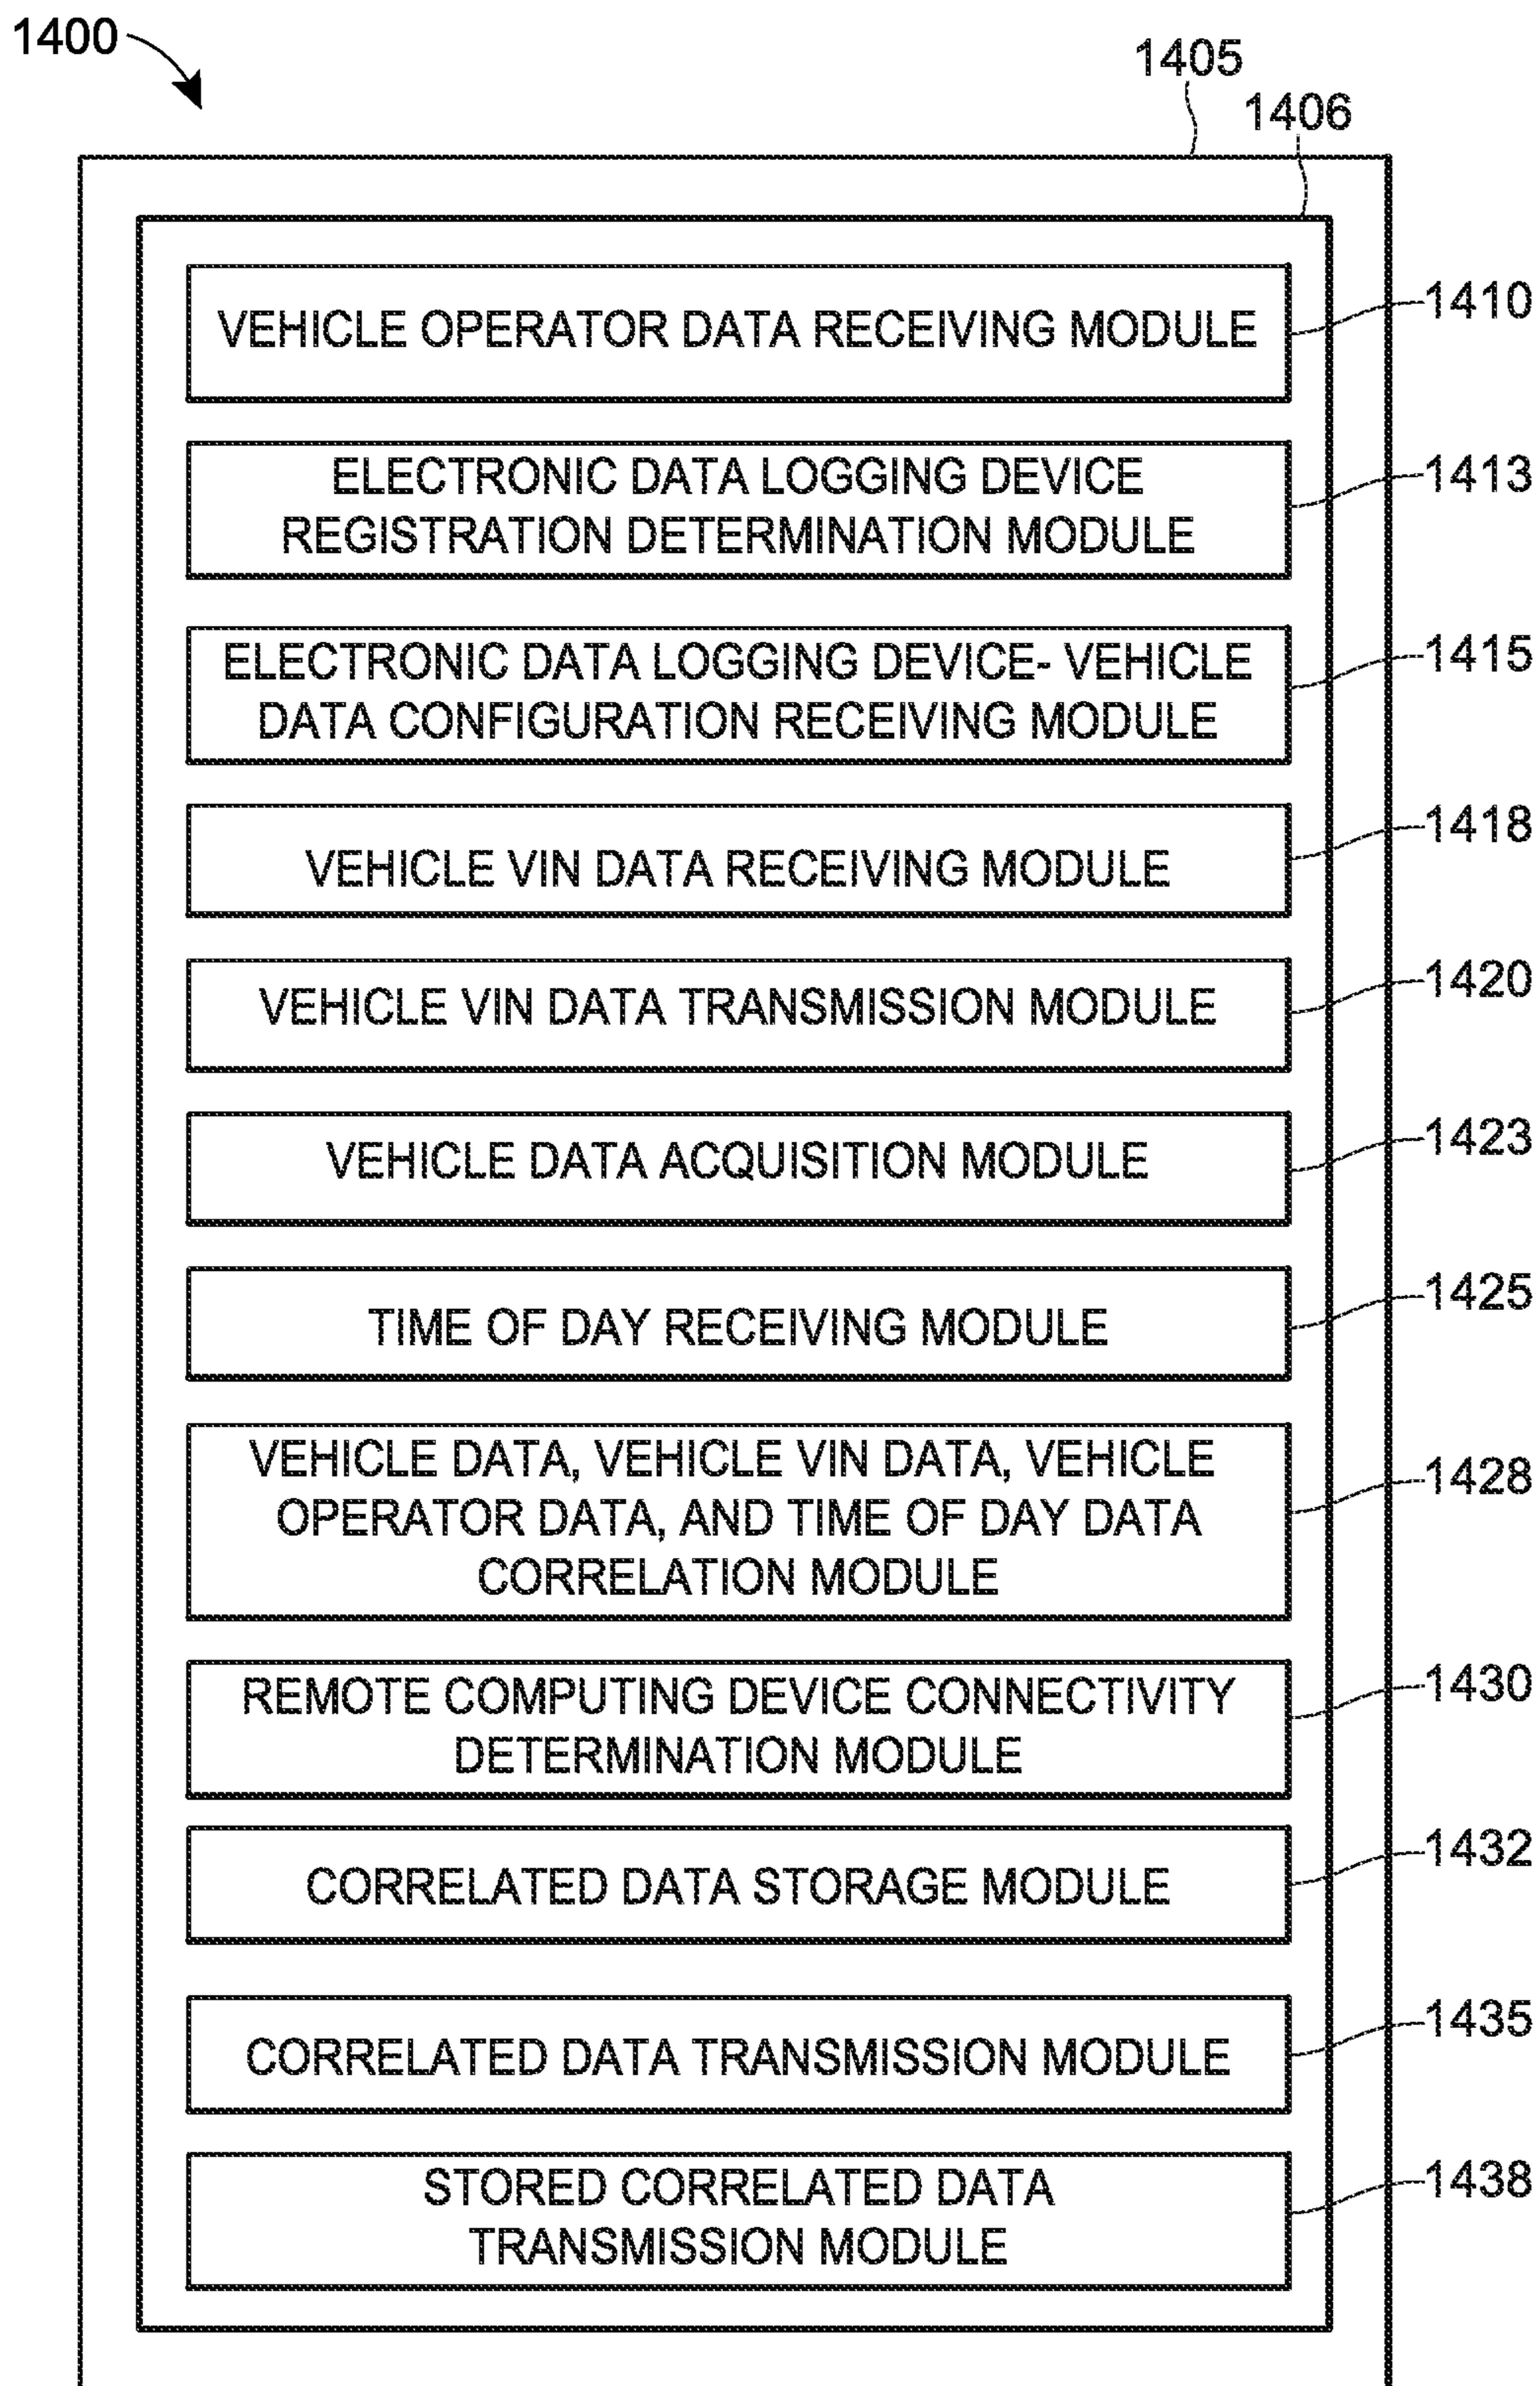 1400
1405
1406
VEHICLE OPERATOR DATA RECEIVING MODULE
1410
ELECTRONIC DATA LOGGING DEVICE
REGISTRATION DETERMINATION MODULE
1413
ELECTRONIC DATA LOGGING DEVICE- VEHICLE
DATA CONFIGURATION RECEIVING MODULE
1415
VEHICLE VIN DATA RECEIVING MODULE
1418
VEHICLE VIN DATA TRANSMISSION MODULE
1420
VEHICLE DATA ACQUISITION MODULE
1423
TIME OF DAY RECEIVING MODULE
1425
VEHICLE DATA, VEHICLE VIN DATA, VEHICLE
OPERATOR DATA, AND TIME OF DAY DATA
CORRELATION MODULE
1428
REMOTE COMPUTING DEVICE CONNECTIVITY
DETERMINATION MODULE
1430
CORRELATED DATA STORAGE MODULE
1432
CORRELATED DATA TRANSMISSION MODULE
1435
STORED CORRELATED DATA
TRANSMISSION MODULE
1438